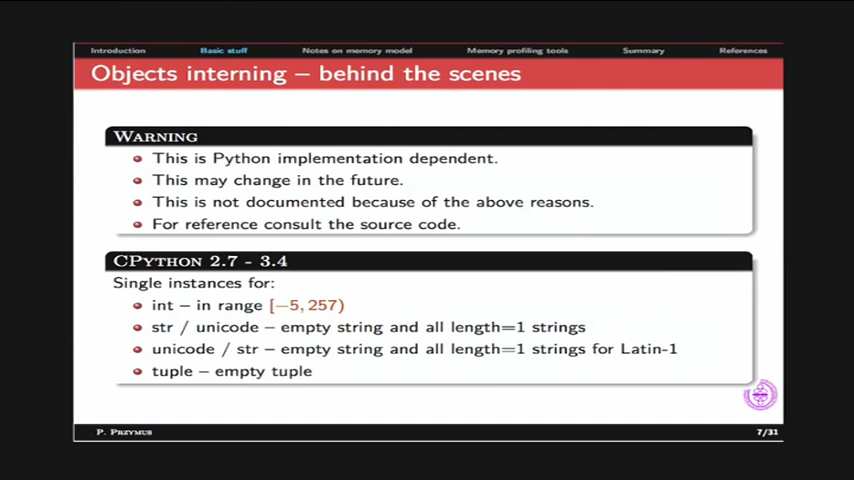 Introduction Basic stuff Notes on memory model Memory profiling tools Summary References
Objects interning – behind the scenes
Warning
This is Python implementation dependent.
This may change in the future.
This is not documented because of the above reasons.
For reference consult the source code.
CPython 2.7 - 3.4
Single instances for:
int – in range [−5, 257)
str / unicode – empty string and all length=1 strings
unicode / str – empty string and all length=1 strings for Latin-1
tuple – empty tuple
P. Przymus 7/31